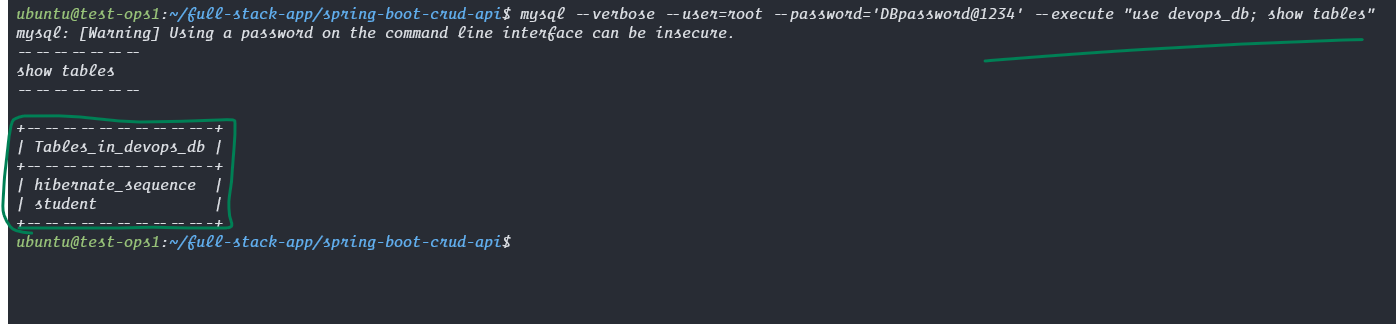 ubuntu@test-ops1:~/full-stack-app/spring-boot-crud-api$ mysql --verbose --user=root --password='DBpassword@1234' --execute "use devops_db; show tables"
mysql: [Warning] Using a password on the command line interface can be insecure.
--------------
show tables
--------------

+---------------------+
| Tables_in_devops_db |
+---------------------+
| hibernate_sequence  |
| student             |
+---------------------+
ubuntu@test-ops1:~/full-stack-app/spring-boot-crud-api$